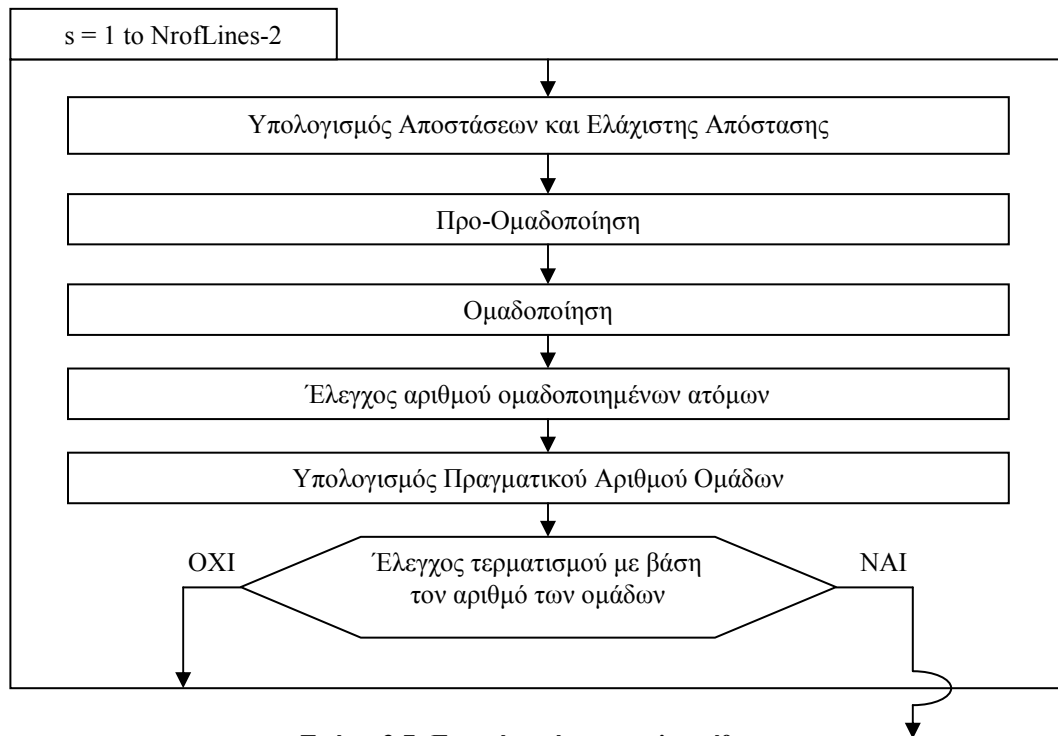 s = 1 to NrofLines-2
Υπολογισμός Αποστάσεων και Ελάχιστης Απόστασης
Προ-Ομαδοποίηση
Ομαδοποίηση
Έλεγχος αριθμού ομαδοποιημένων ατόμων
Υπολογισμός Πραγματικού Αριθμού Ομάδων
ΟΧΙ
Έλεγχος τερματισμού με βάση
τον αριθμό των ομάδων
ΝΑΙ